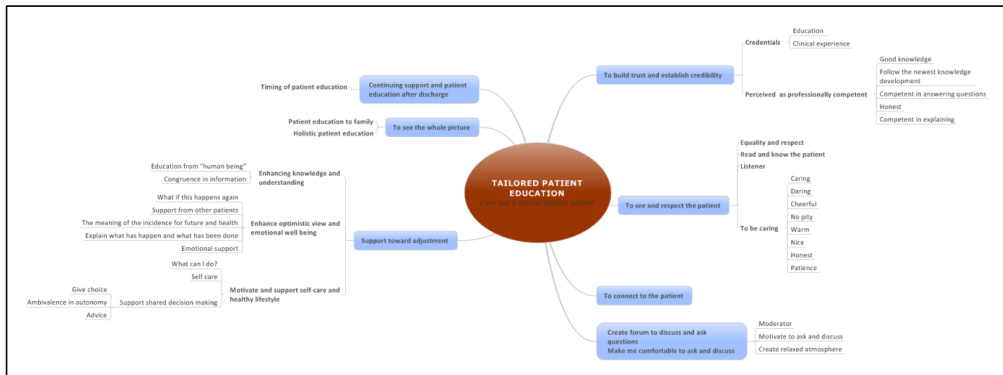 TAILORED PATIENT
EDUCATION
I am not a typical cardiac patient
To build trust and establish credibility
Credentials
Education
Clinical experience
Perceived as professionally competent
Good knowledge
Follow the newest knowledge
development
Competent in answering questions
Honest
Competent in explaining
To see and respect the patient
Equality and respect
Read and know the patient
Listener
To be caring
Caring
Daring
Cheerful
No pity
Warm
Nice
Honest
Patience
To connect to the patient
Create forum to discuss and ask
questions
Make me comfortable to ask and discuss
Moderator
Motivate to ask and discuss
Create relaxed atmosphere
Continuing support and patient
education after discharge
Timing of patient education
To see the whole picture
Patient education to family
Holistic patient education
Support toward adjustment
Enhancing knowledge and
understanding
Education from "human being"
Congruence in information
Enhance optimistic view and
emotional well being
What if this happens again
Support from other patients
The meaning of the incidence for future and health
Explain what has happen and what has been done
Emotional support
Motivate and support self-care and
healthy lifestyle
What can I do?
Self care
Support shared decision making
Give choice
Ambivalence in autonomy
Advice